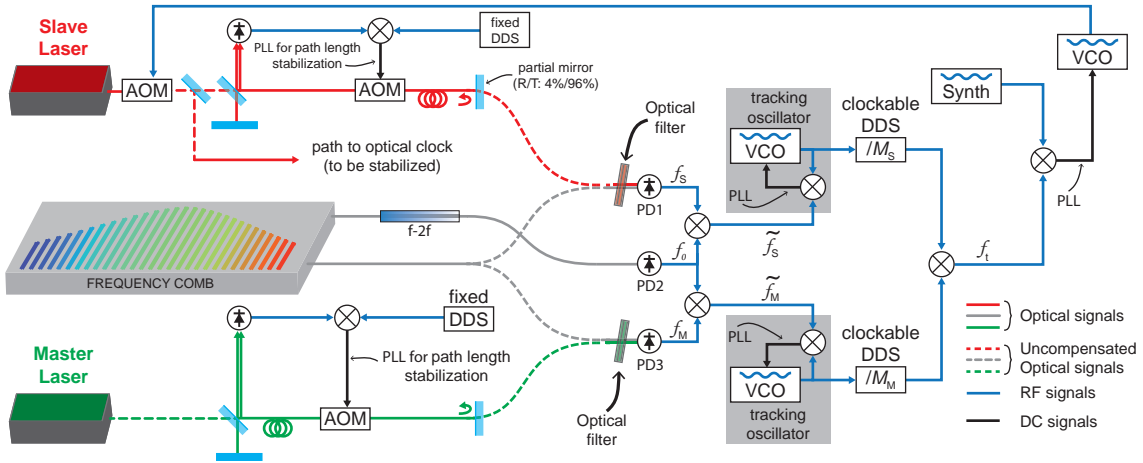 Slave
Laser
AOM
fixed
DDS
PLL for path length
stabilization
AOM
partial mirror
(R/T: 4%/96%)
path to optical clock
(to be stabilized)
Optical
filter
tracking
oscillator
VCO
PLL
clockable
DDS
/M_S
Synth
VCO
PLL
f_S
PD1
f̃_S
f-2f
f_0
PD2
f_t
FREQUENCY COMB
f̃_M
f_M
PD3
fixed
DDS
Master
Laser
PLL for path length
stabilization
AOM
Optical
filter
PLL
VCO
tracking
oscillator
clockable
DDS
/M_M
Optical signals
Uncompensated
Optical signals
RF signals
DC signals